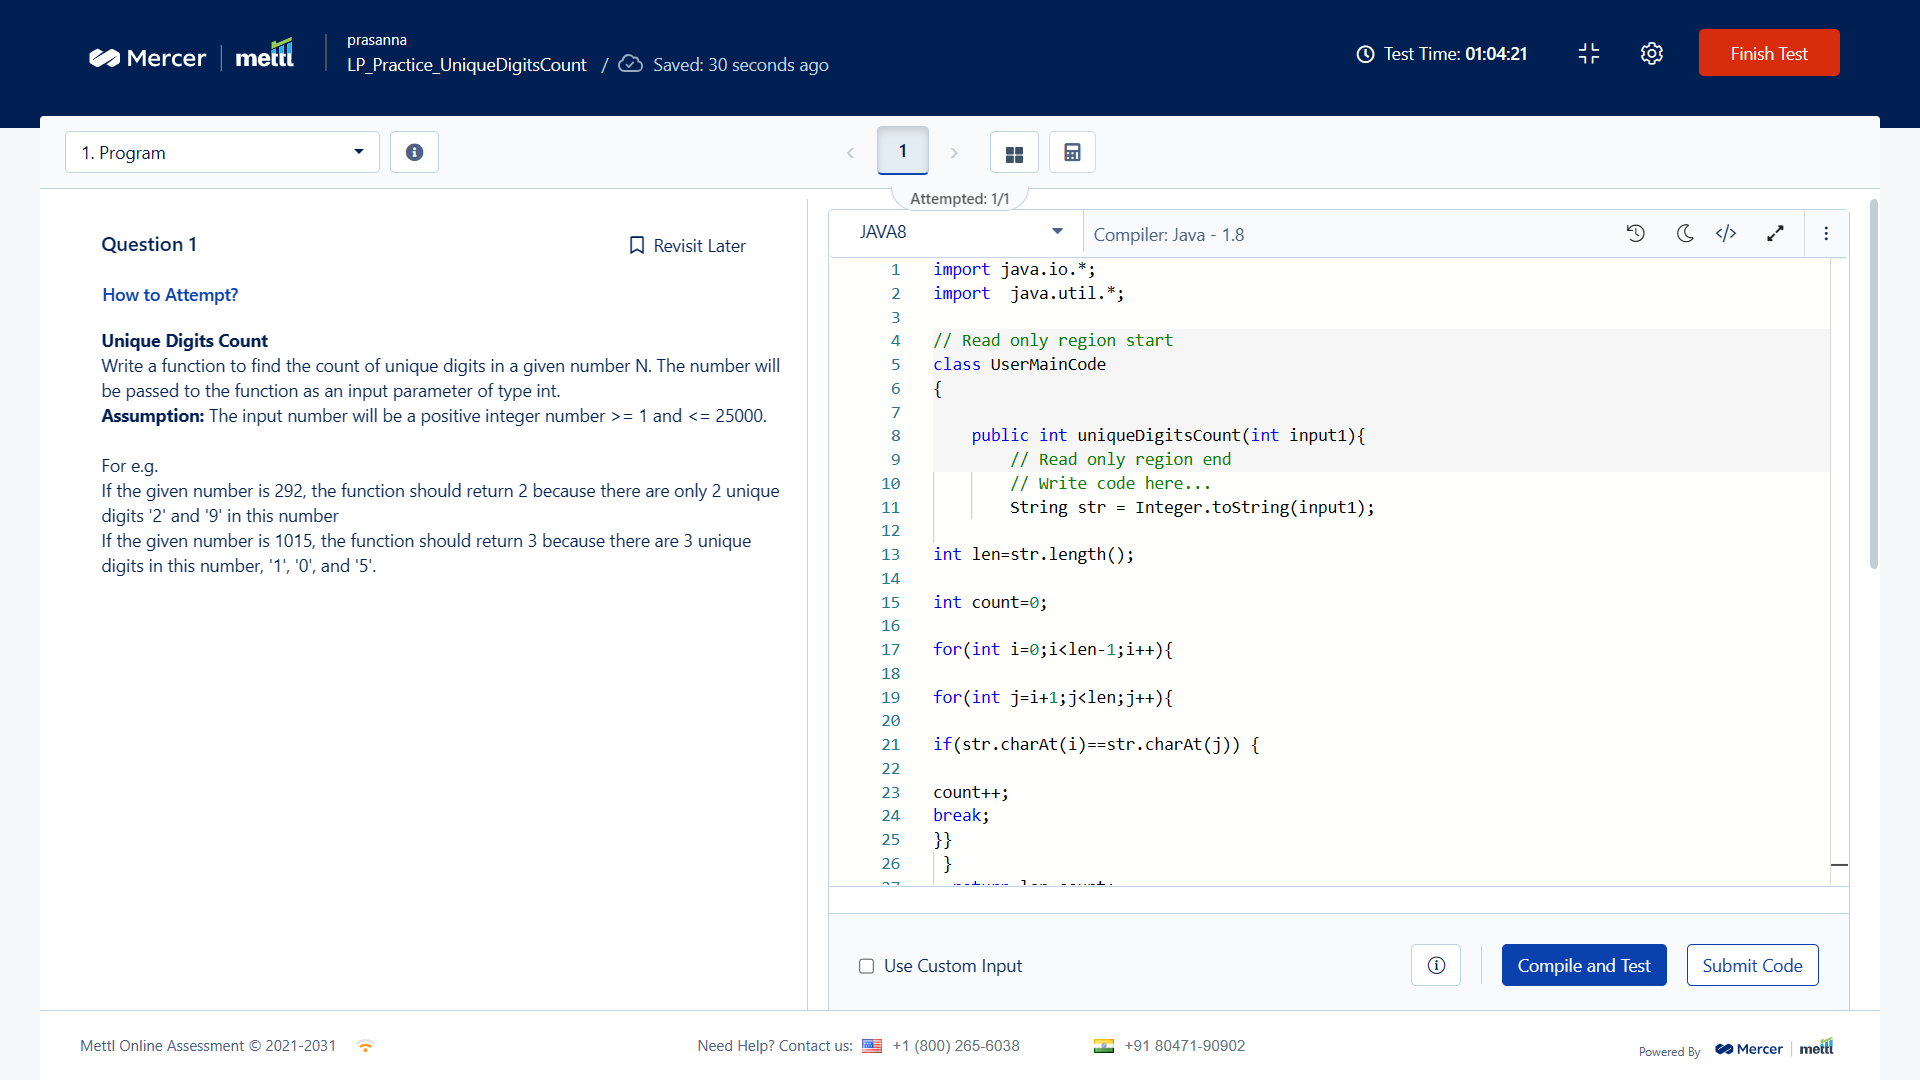 Mercer | mettl
prasanna
LP_Practice_UniqueDigitsCount / Saved: 30 seconds ago
Test Time: 01:04:21
Finish Test
1. Program
1
Attempted: 1/1
Question 1
Revisit Later
How to Attempt?
Unique Digits Count
Write a function to find the count of unique digits in a given number N. The number will
be passed to the function as an input parameter of type int.
Assumption: The input number will be a positive integer number >= 1 and <= 25000.
For e.g.
If the given number is 292, the function should return 2 because there are only 2 unique
digits '2' and '9' in this number
If the given number is 1015, the function should return 3 because there are 3 unique
digits in this number, '1', '0', and '5'.
JAVA8
Compiler: Java - 1.8
1 import java.io.*;
2 import  java.util.*;
3
4 // Read only region start
5 class UserMainCode
6 {
7
8     public int uniqueDigitsCount(int input1){
9         // Read only region end
10         // Write code here...
11         String str = Integer.toString(input1);
12
13 int len=str.length();
14
15 int count=0;
16
17 for(int i=0;i<len-1;i++){
18
19 for(int j=i+1;j<len;j++){
20
21 if(str.charAt(i)==str.charAt(j)) {
22
23 count++;
24 break;
25 }}
26  }
27   return len-count;
Use Custom Input
Compile and Test
Submit Code
Mettl Online Assessment © 2021-2031
Need Help? Contact us: +1 (800) 265-6038
+91 80471-90902
Powered By Mercer | mettl